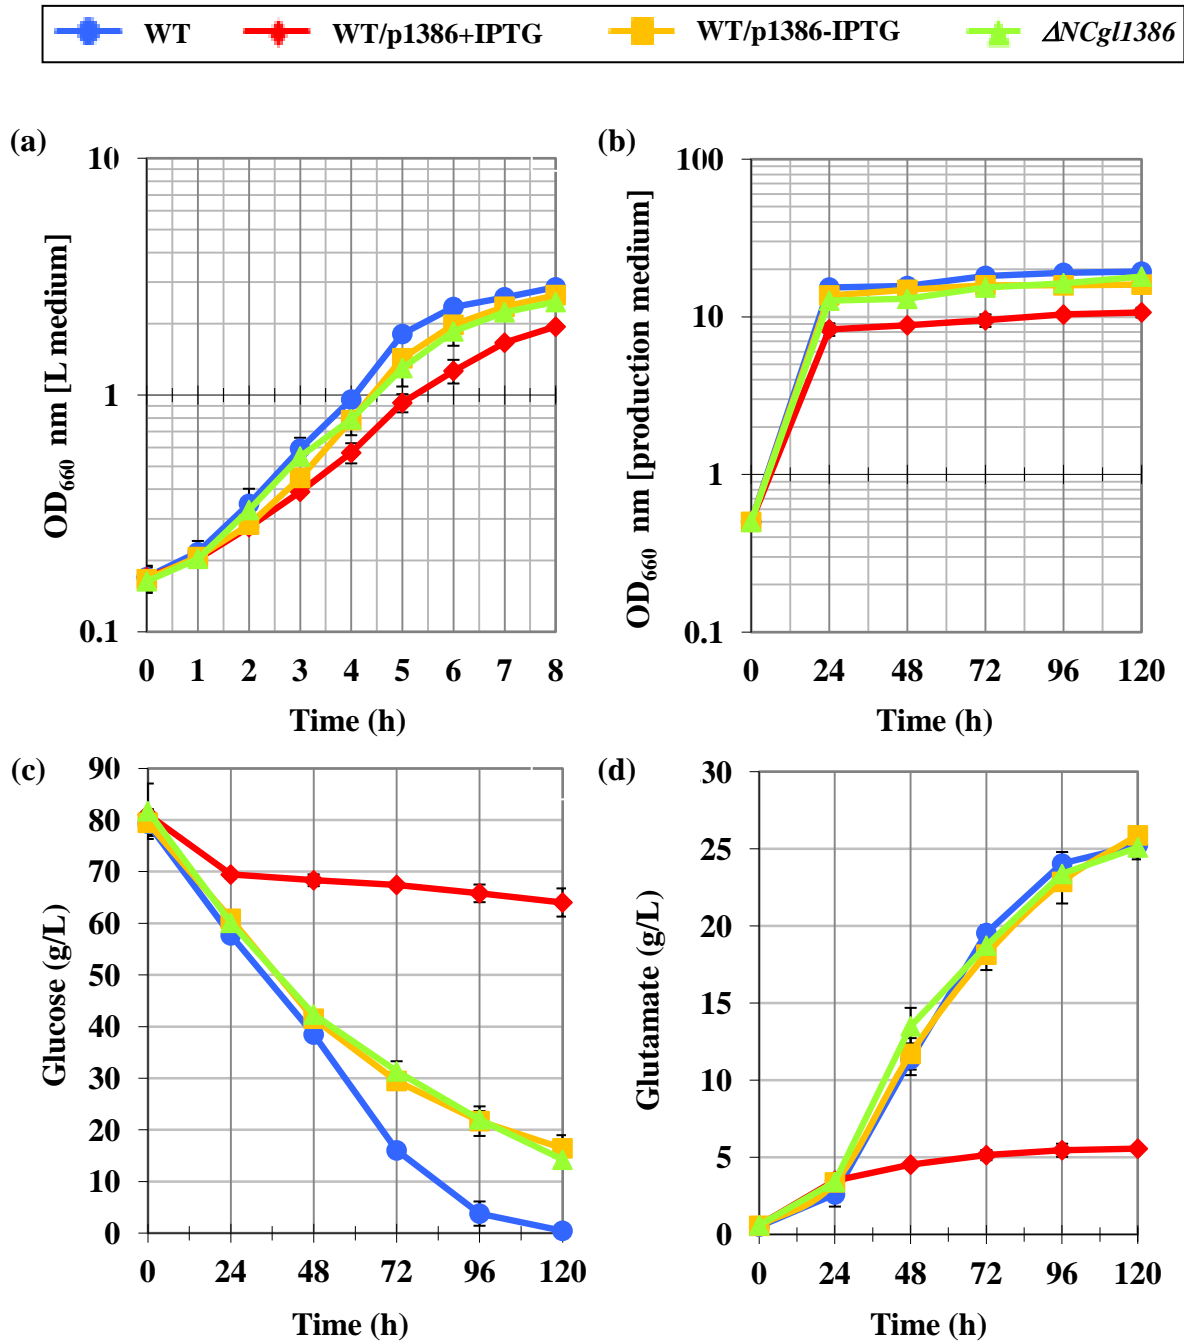 WT WT/p1386+IPTG WT/p1386-IPTG ΔNCgl1386
(a) (b)
10
1
0.1
OD660 nm [L medium]
0 1 2 3 4 5 6 7 8
Time (h)
100
10
1
0.1
OD660 nm [production medium]
0 24 48 72 96 120
Time (h)
(c) (d)
90
80
70
60
50
40
30
20
10
0
Glucose (g/L)
0 24 48 72 96 120
Time (h)
30
25
20
15
10
5
0
Glutamate (g/L)
0 24 48 72 96 120
Time (h)